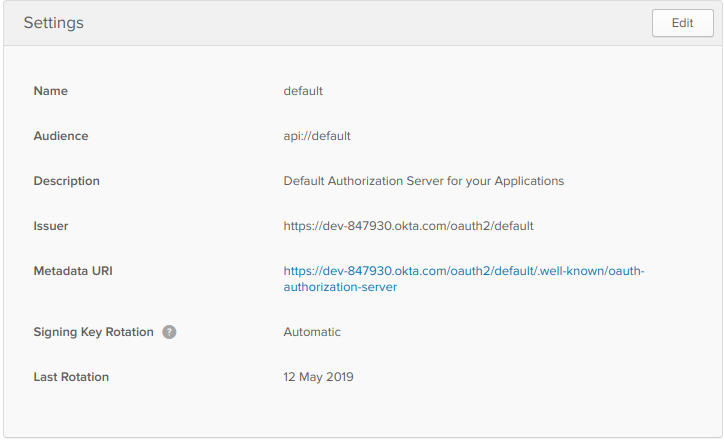 Settings
Edit
Name
default
Audience
api://default
Description
Default Authorization Server for your Applications
Issuer
https://dev-847930.okta.com/oauth2/default
Metadata URI
https://dev-847930.okta.com/oauth2/default/.well-known/oauth-
authorization-server
Signing Key Rotation ?
Automatic
Last Rotation
12 May 2019